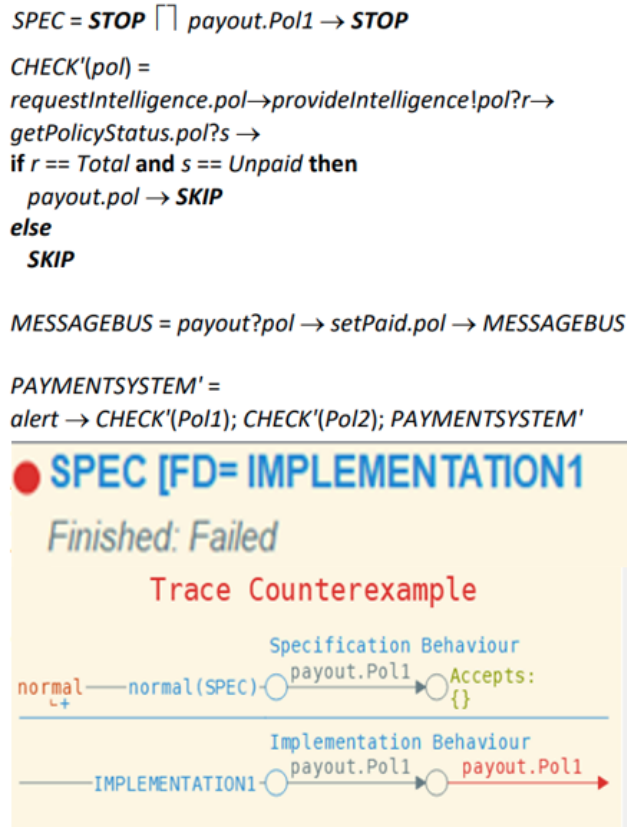 SPEC = STOP ⨅ payout.Pol1 → STOP
CHECK'(pol) =
requestIntelligence.pol→provideIntelligence!pol?r→
getPolicyStatus.pol?s →
if r == Total and s == Unpaid then
payout.pol → SKIP
else
SKIP
MESSAGEBUS = payout?pol → setPaid.pol → MESSAGEBUS
PAYMENTSYSTEM' =
alert → CHECK'(Pol1); CHECK'(Pol2); PAYMENTSYSTEM'
SPEC [FD= IMPLEMENTATION1
Finished: Failed
Trace Counterexample
Specification Behaviour
normal normal(SPEC) payout.Pol1 Accepts:
{}
Implementation Behaviour
IMPLEMENTATION1 payout.Pol1 payout.Pol1